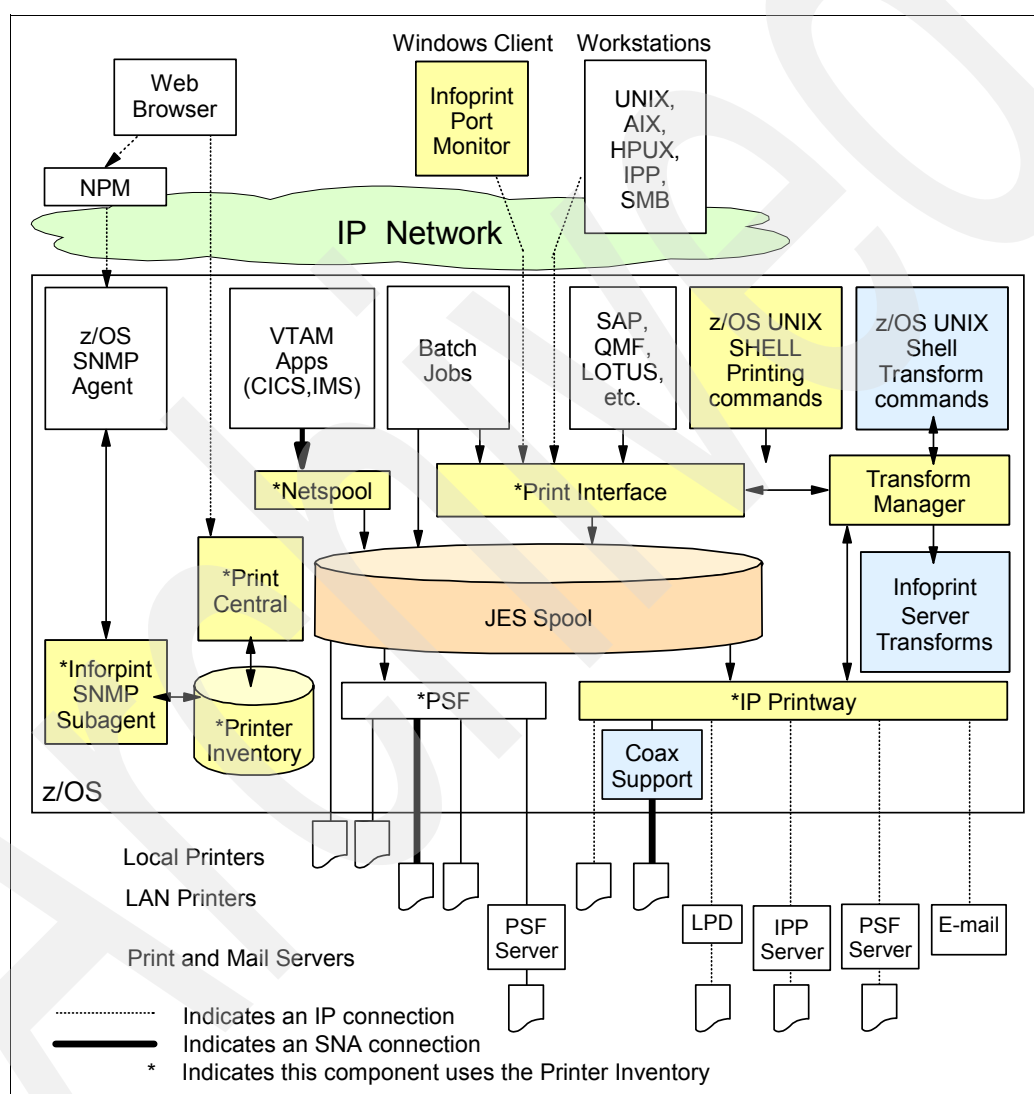 Windows Client
Workstations
Web
Browser
Infoprint
Port
Monitor
UNIX,
AIX,
HPUX,
IPP,
SMB
NPM
IP Network
z/OS
SNMP
Agent
VTAM
Apps
(CICS,IMS)
Batch
Jobs
SAP,
QMF,
LOTUS,
etc.
z/OS UNIX
SHELL
Printing
commands
z/OS UNIX
Shell
Transform
commands
*Netspool
*Print Interface
Transform
Manager
*Print
Central
JES Spool
Infoprint
Server
Transforms
*Inforpint
SNMP
Subagent
*Printer
Inventory
*PSF
*IP Printway
Coax
Support
z/OS
Local Printers
LAN Printers
Print and Mail Servers
PSF
Server
LPD
IPP
Server
PSF
Server
E-mail
Indicates an IP connection
Indicates an SNA connection
* Indicates this component uses the Printer Inventory
Archived